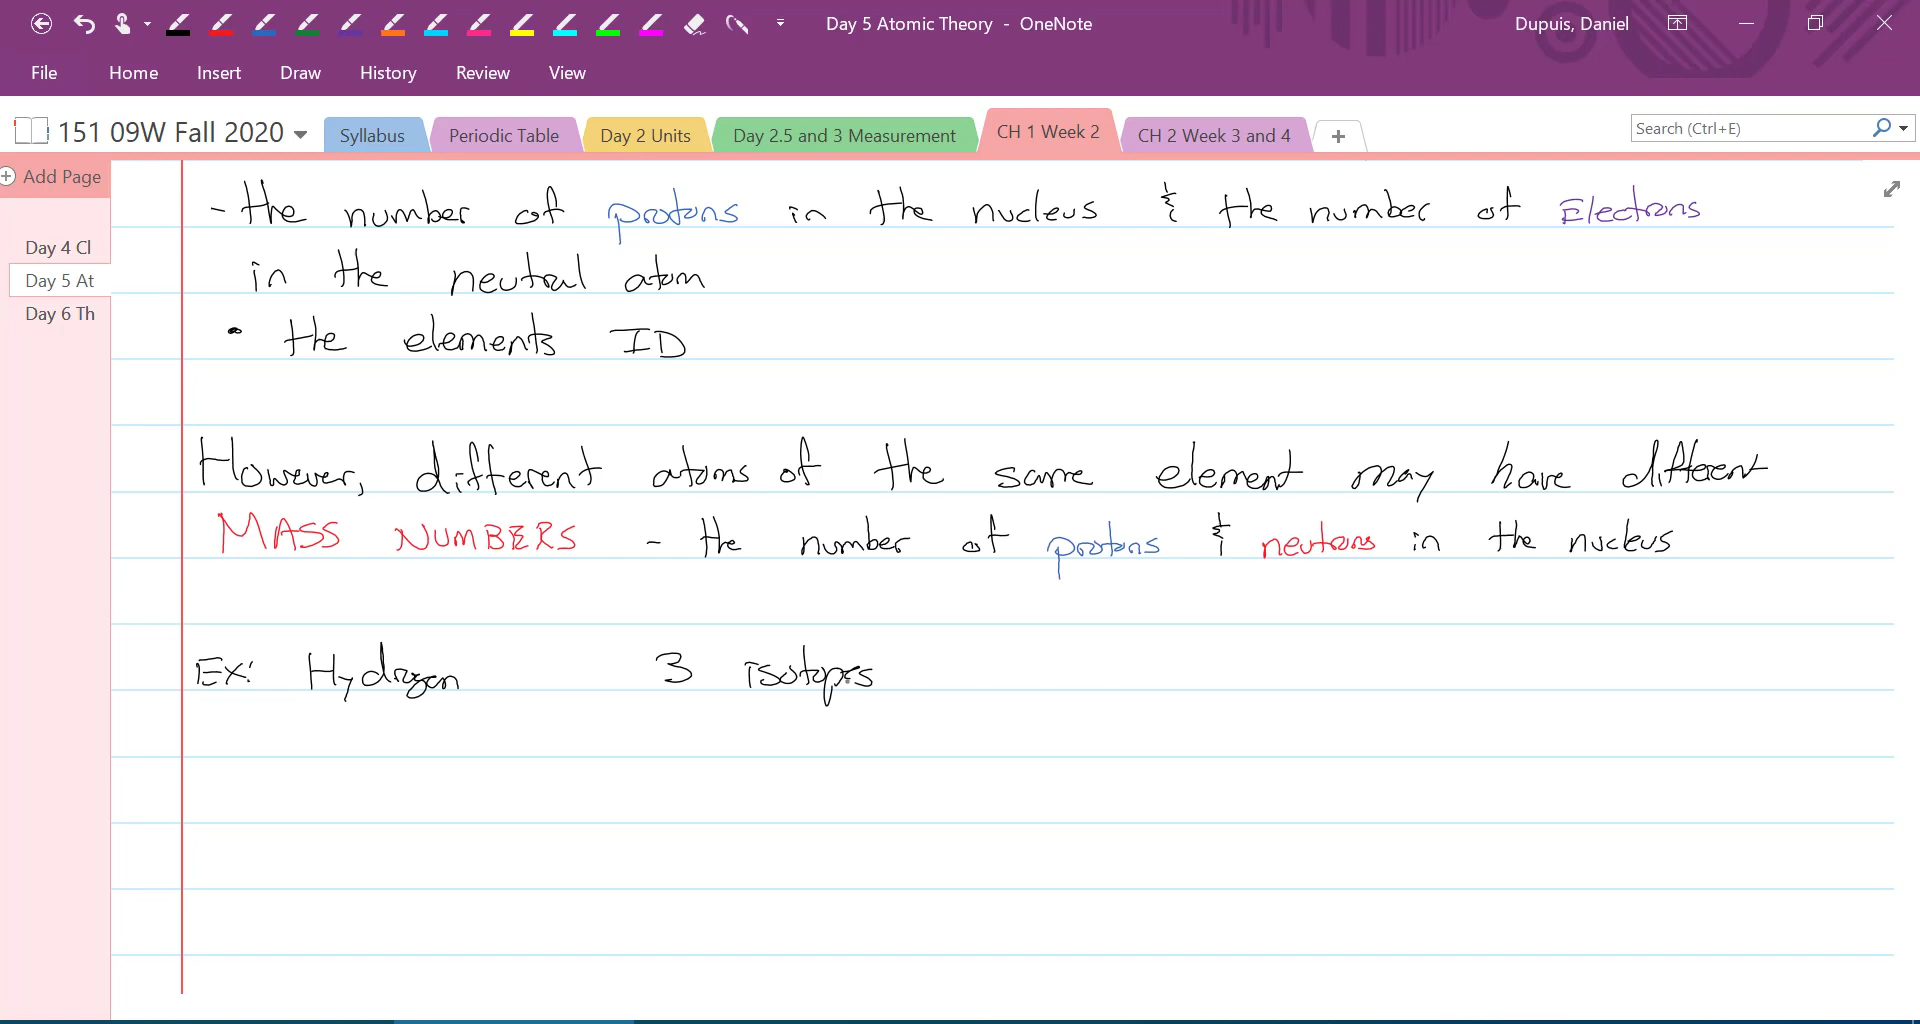 Day 5 Atomic Theory - OneNote
Dupuis, Daniel
File Home Insert Draw History Review View
151 09W Fall 2020
Syllabus Periodic Table Day 2 Units Day 2.5 and 3 Measurement CH 1 Week 2 CH 2 Week 3 and 4 +
Search (Ctrl+E)
Add Page
Day 4 Cl
Day 5 At
Day 6 Th
- the number of protons in the nucleus & the number of Electrons
in the neutral atom
• the elements ID
However, different atoms of the same element may have different
MASS NUMBERS - the number of protons & neutrons in the nucleus
EX: Hydrogen 3 isotopes